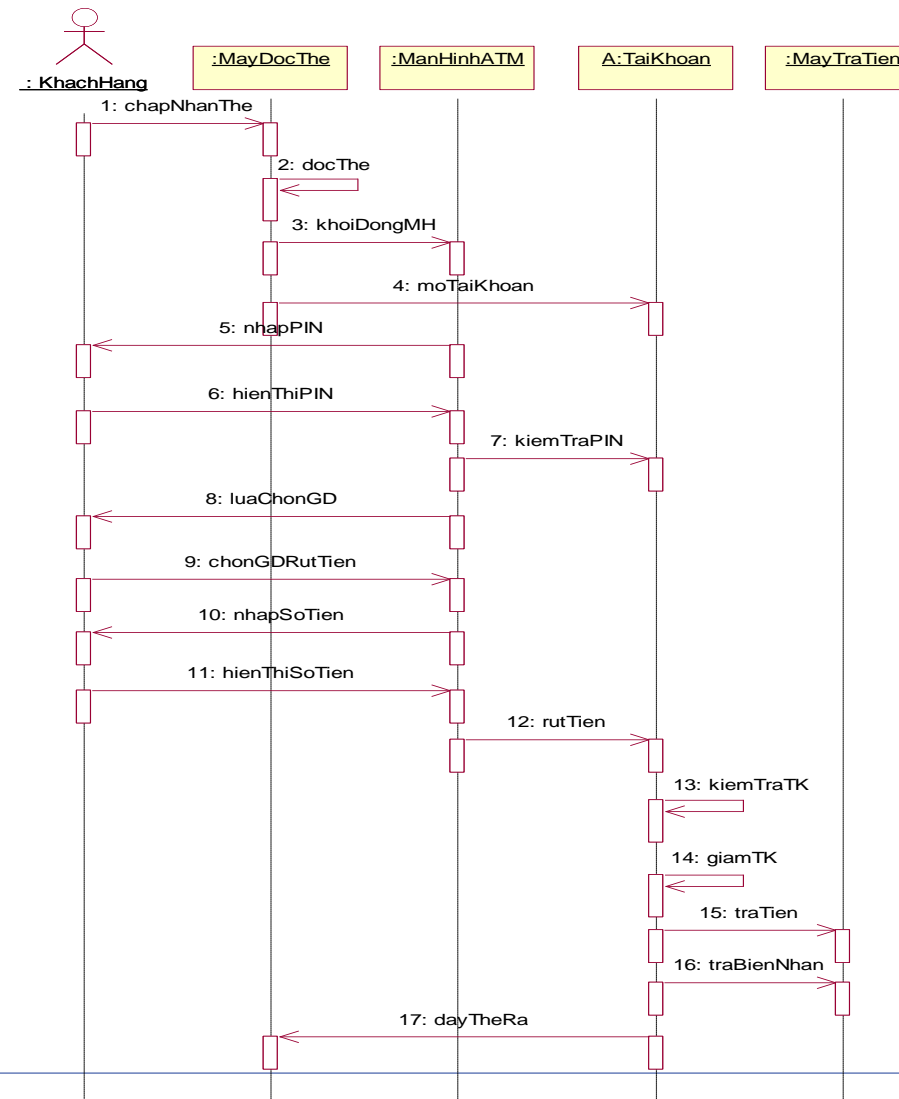 : KhachHang
:MayDocThe
:ManHinhATM
A:TaiKhoan
:MayTraTien
1: chapNhanThe
2: docThe
3: khoiDongMH
4: moTaiKhoan
5: nhapPIN
6: hienThiPIN
7: kiemTraPIN
8: luaChonGD
9: chonGDRutTien
10: nhapSoTien
11: hienThiSoTien
12: rutTien
13: kiemTraTK
14: giamTK
15: traTien
16: traBienNhan
17: dayTheRa